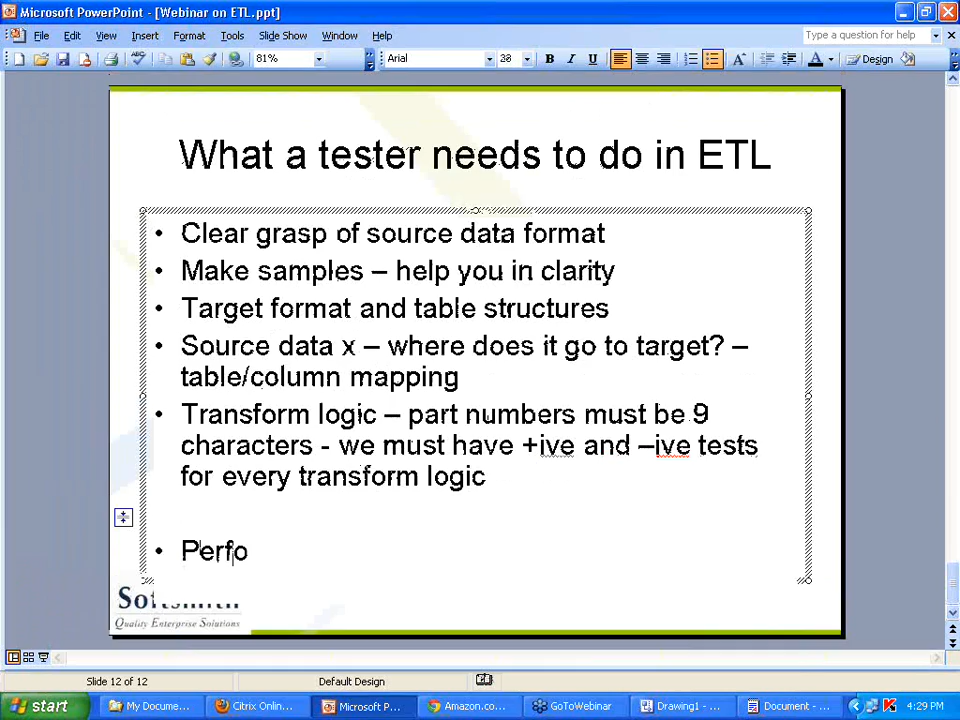 Microsoft PowerPoint - [Webinar on ETL.ppt]
File Edit View Insert Format Tools Slide Show Window Help Type a question for help
81% Arial 28 B I U A Design
What a tester needs to do in ETL
• Clear grasp of source data format
• Make samples – help you in clarity
• Target format and table structures
• Source data x – where does it go to target? –
table/column mapping
• Transform logic – part numbers must be 9
characters - we must have +ive and –ive tests
for every transform logic
• Perfo
Softsmith
Quality Enterprise Solutions
Slide 12 of 12 Default Design
start My Docume... Citrix Onlin... Microsoft P... Amazon.co... GoToWebinar Drawing1 - ... Document - ... 4:29 PM